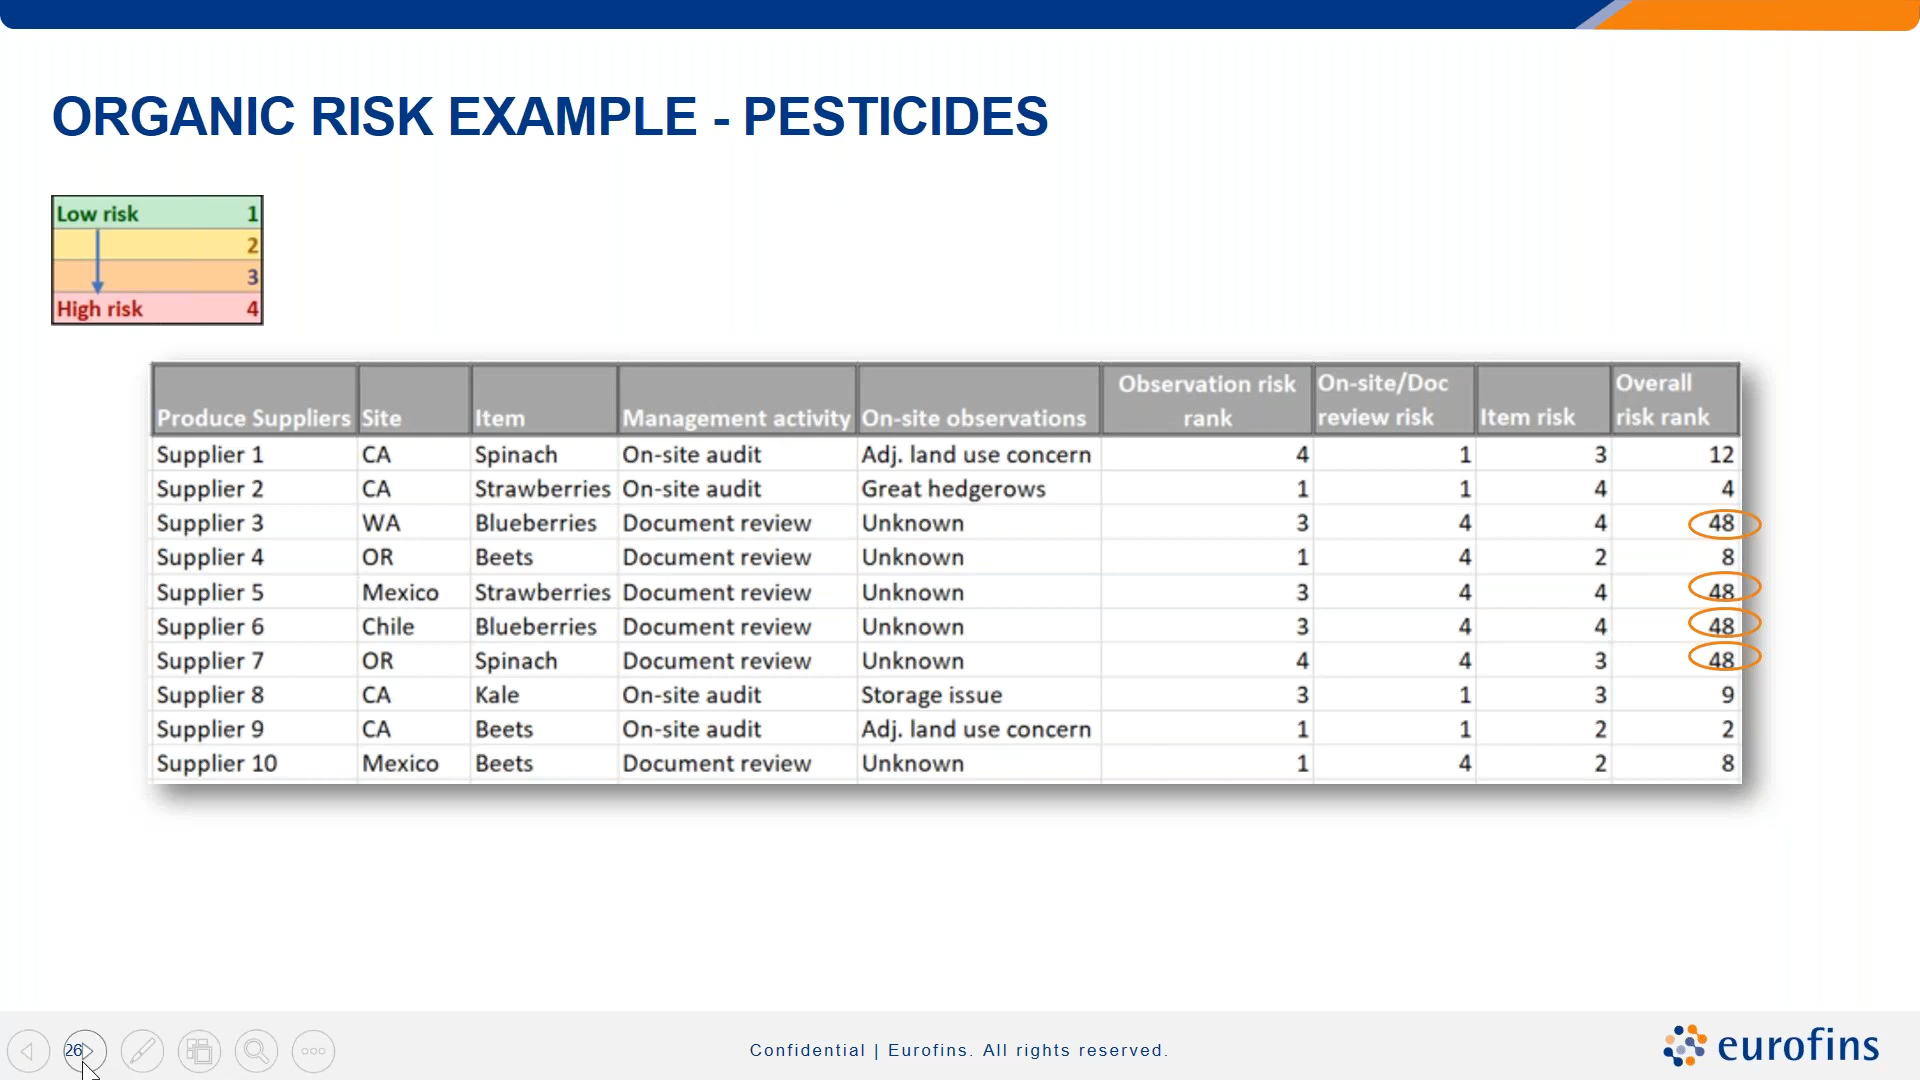 ORGANIC RISK EXAMPLE - PESTICIDES
Low risk 1
2
3
High risk 4
Produce Suppliers Site Item Management activity On-site observations Observation risk rank On-site/Doc review risk Item risk Overall risk rank
Supplier 1 CA Spinach On-site audit Adj. land use concern 4 1 3 12
Supplier 2 CA Strawberries On-site audit Great hedgerows 1 1 4 4
Supplier 3 WA Blueberries Document review Unknown 3 4 4 48
Supplier 4 OR Beets Document review Unknown 1 4 2 8
Supplier 5 Mexico Strawberries Document review Unknown 3 4 4 48
Supplier 6 Chile Blueberries Document review Unknown 3 4 4 48
Supplier 7 OR Spinach Document review Unknown 4 4 3 48
Supplier 8 CA Kale On-site audit Storage issue 3 1 3 9
Supplier 9 CA Beets On-site audit Adj. land use concern 1 1 2 2
Supplier 10 Mexico Beets Document review Unknown 1 4 2 8
26
Confidential | Eurofins. All rights reserved.
eurofins